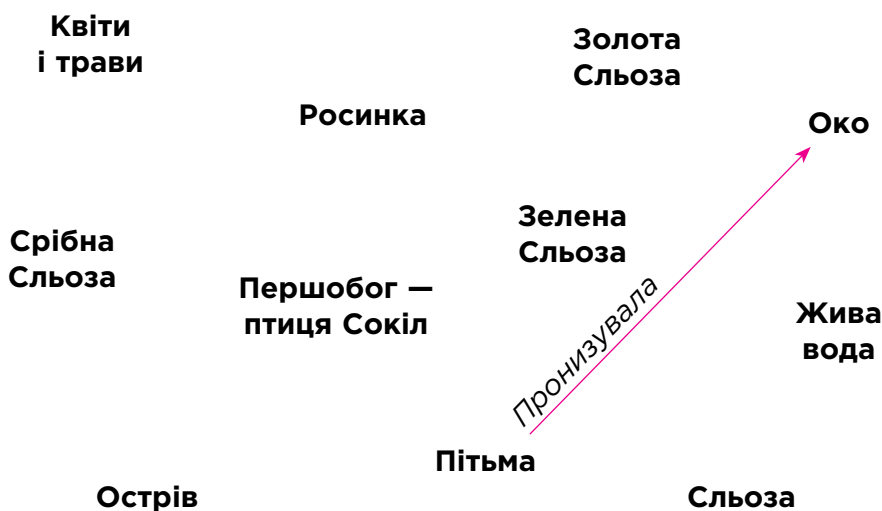 Квіти
і трави
Золота
Сльоза
Росинка
Око
Зелена
Сльоза
Срібна
Сльоза
Першобог —
птиця Сокіл
Пронизувала
Жива
вода
Пітьма
Острів
Сльоза